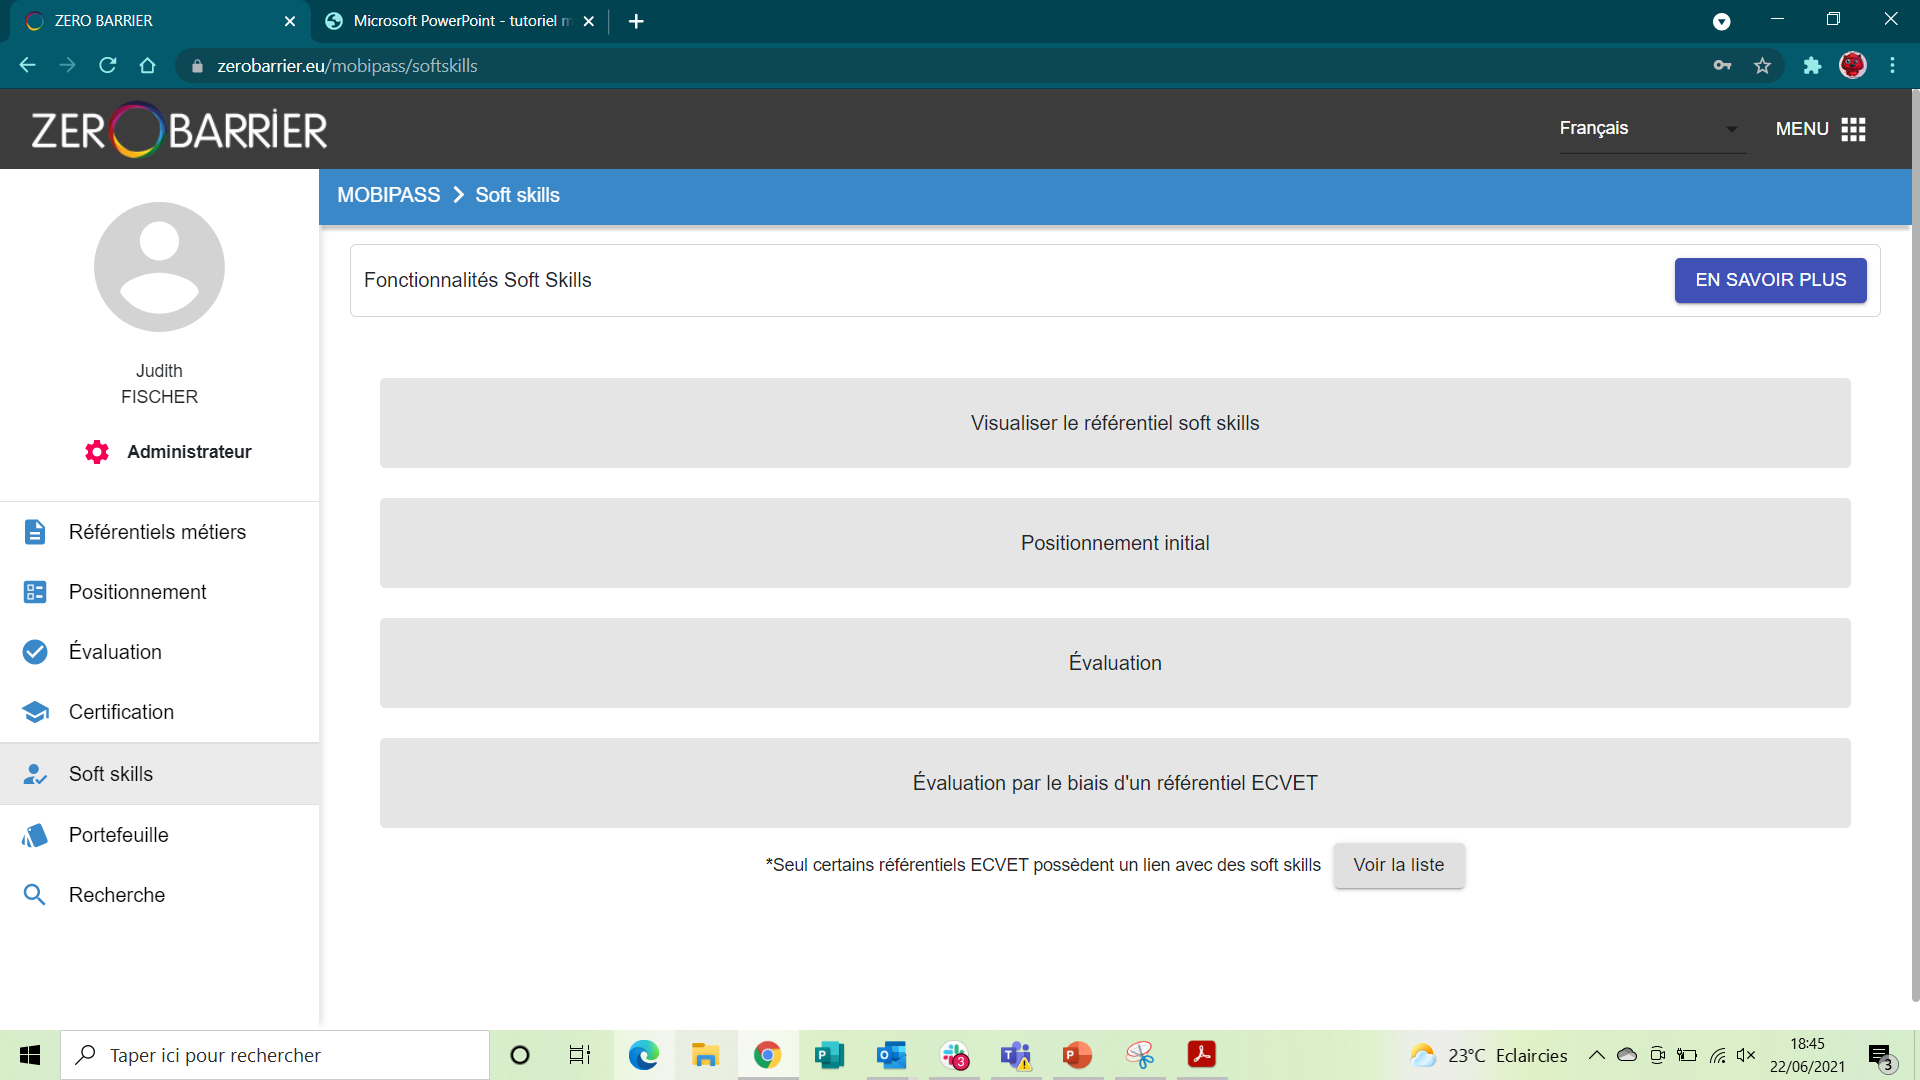 ZERO BARRIER
Microsoft PowerPoint - tutoriel m
zerobarrier.eu/mobipass/softskills
ZEROBARRIER
Français
MENU
Judith
FISCHER
Administrateur
Référentiels métiers
Positionnement
Évaluation
Certification
Soft skills
Portefeuille
Recherche
MOBIPASS > Soft skills
Fonctionnalités Soft Skills
EN SAVOIR PLUS
Visualiser le référentiel soft skills
Positionnement initial
Évaluation
Évaluation par le biais d'un référentiel ECVET
*Seul certains référentiels ECVET possèdent un lien avec des soft skills
Voir la liste
Taper ici pour rechercher
3
23°C Eclaircies
18:45
22/06/2021
3